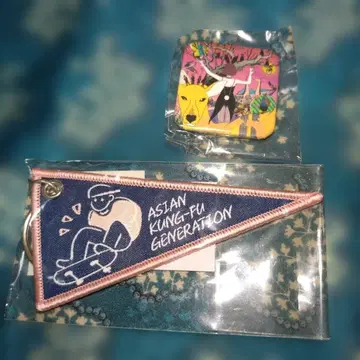 ASIAN
KUNG-FU
GENERATION